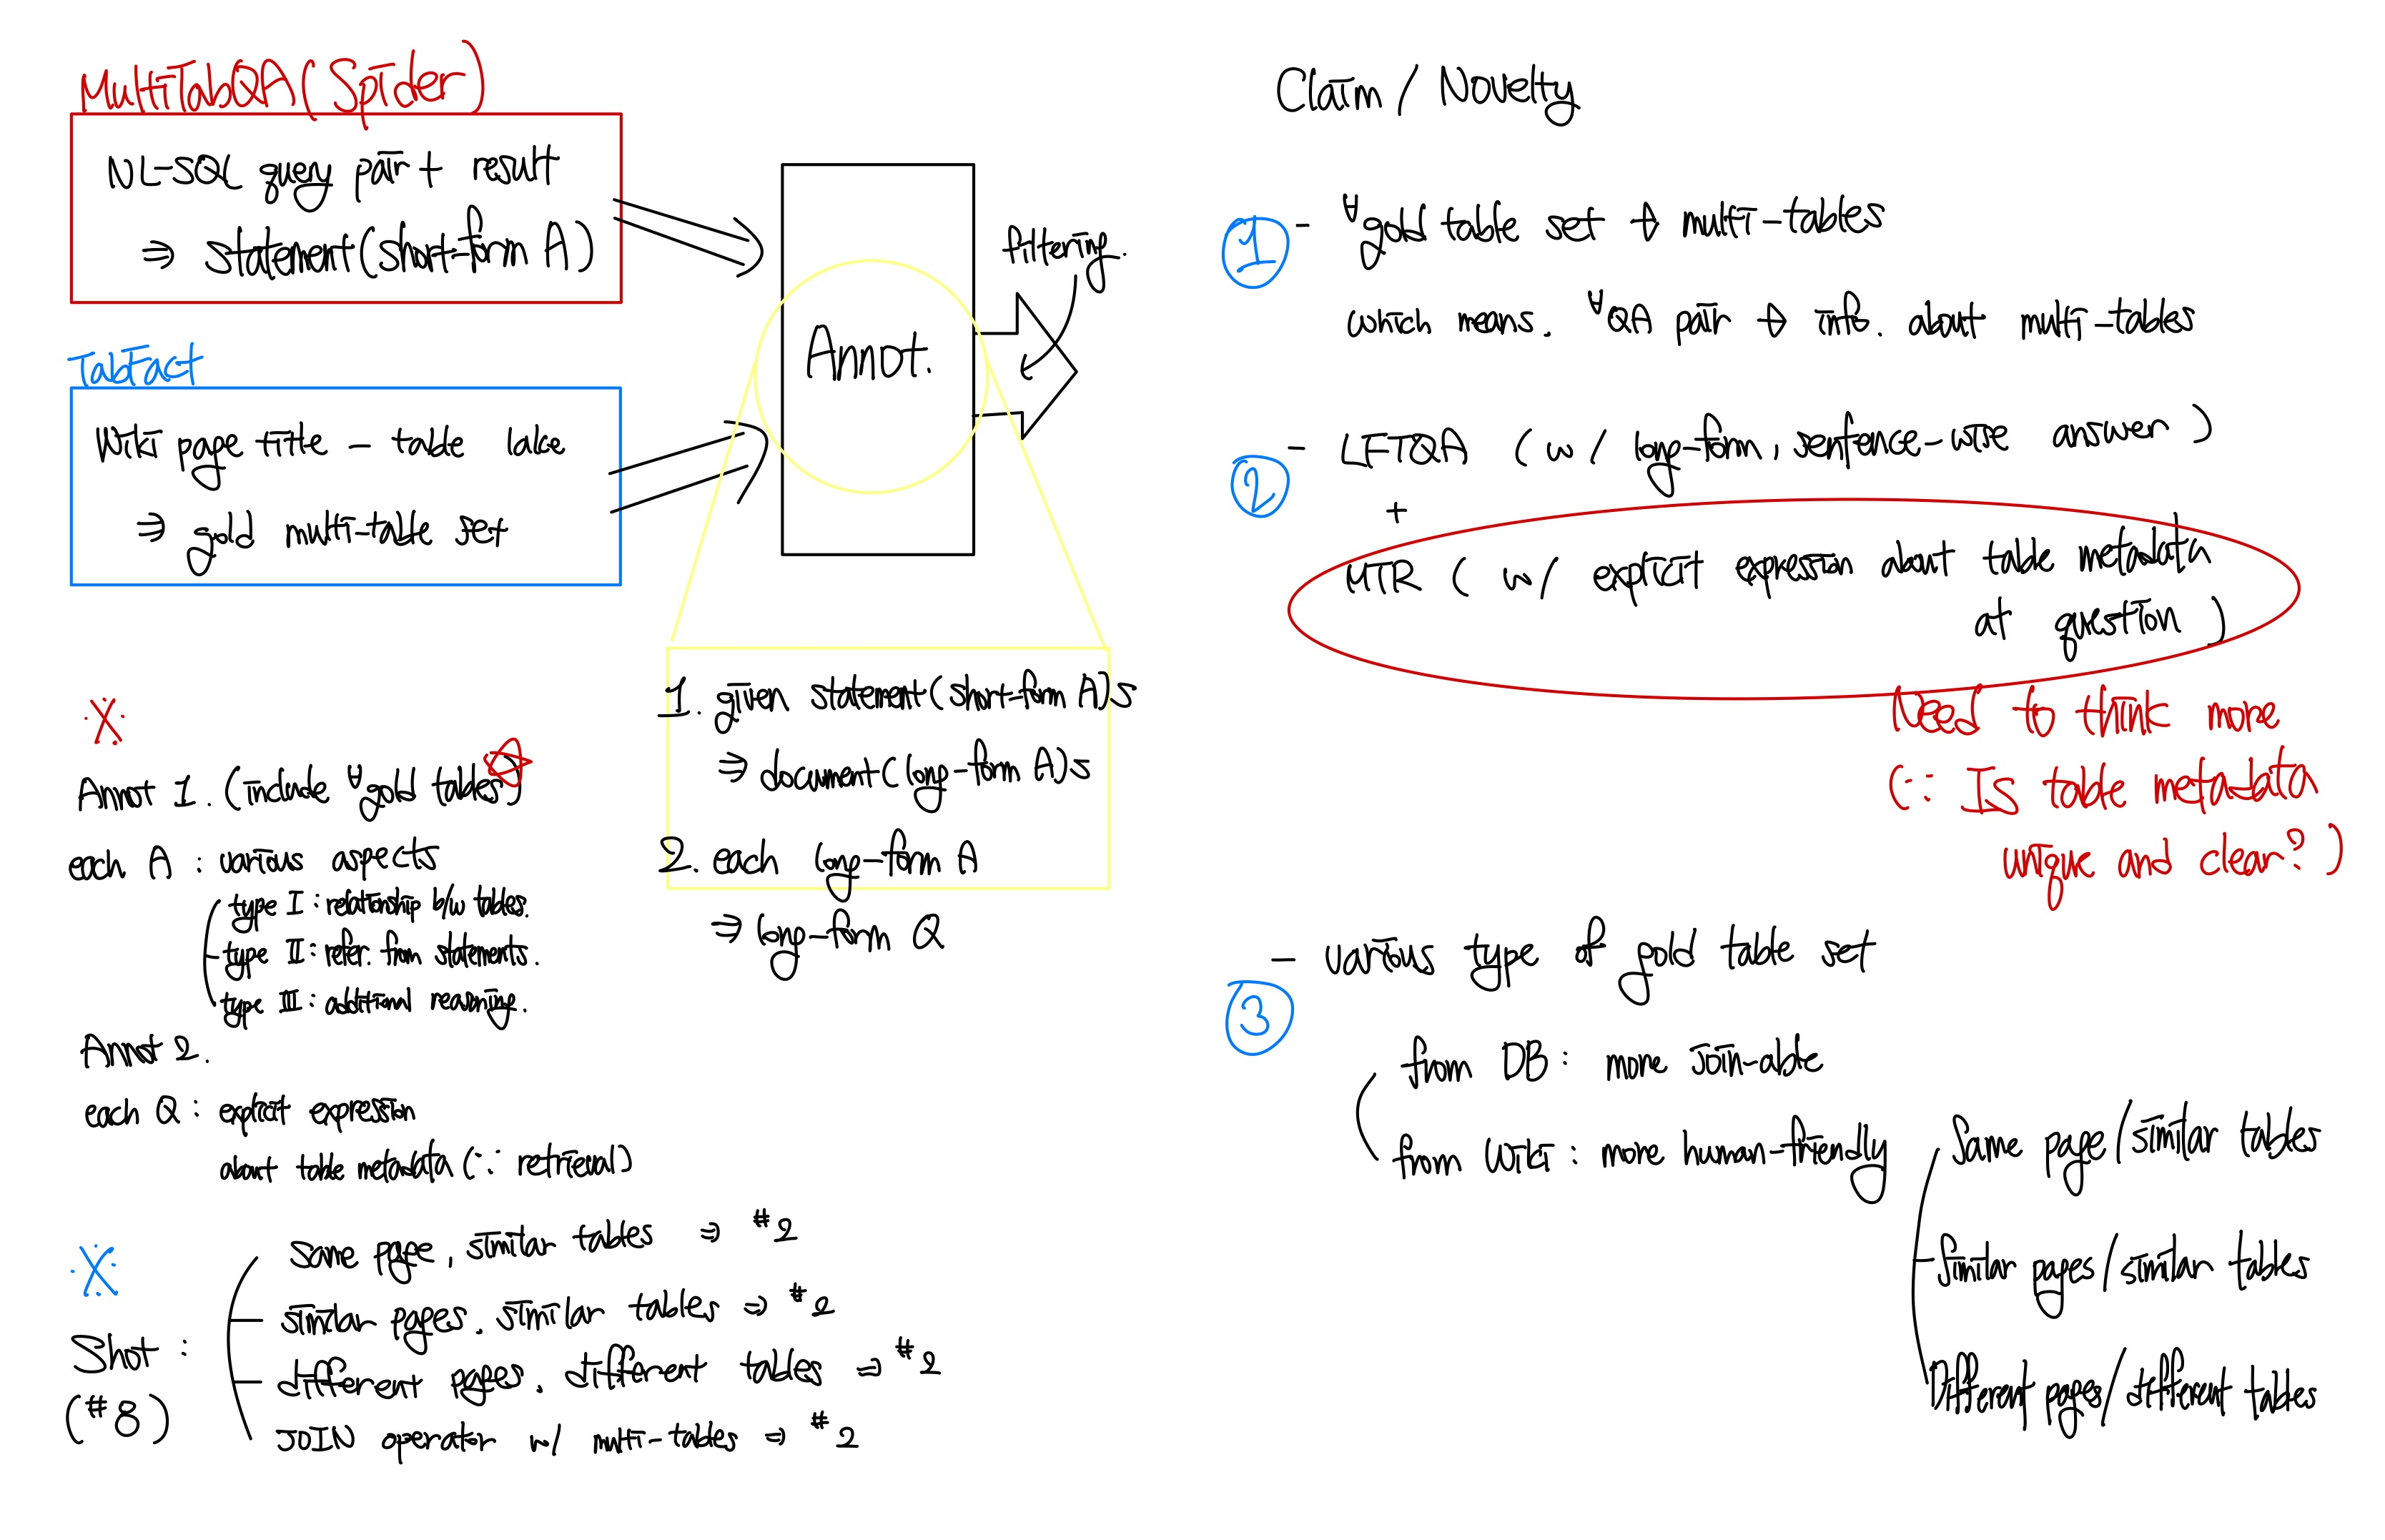 MultiTabQA(Spider)
NL-SQL query pair + result
⇒ statement(short-form A)
TabFact
Wiki page title - table lake
⇒ gold multi-table set
Annot.
filtering.
1. given statement(short-form A)s
⇒ document(long-form A)s
2. each long-form A
⇒ long-form Q
※
Annot 1. (include ∀gold tables)
each A : various aspects
type I : relationship b/w tables.
type II : refer. from statements.
type III : additional reasoning.
Annot 2.
each Q : explicit expression
about table metadata (∵ retrieval)
※
Shot :
(#8)
same page, similar tables ⇒ #2
similar pages. similar tables ⇒ #2
different pages. different tables ⇒ #2
JOIN operator w/ multi-tables ⇒ #2
Claim / Novelty
① - ∀gold table set → multi-tables
which means. ∀QA pair → info. about multi-tables
② - LFTQA (w/ long-form, sentence-wise answer)
+
MTR (w/ explicit expression about table metadata
at question)
Need to think more
(∵ IS table metadata
unique and clear?)
③ - various type of gold table set
from DB : more join-able
from Wiki : more human-friendly
Same page/similar tables
Similar pages/similar tables
Different pages/different tables